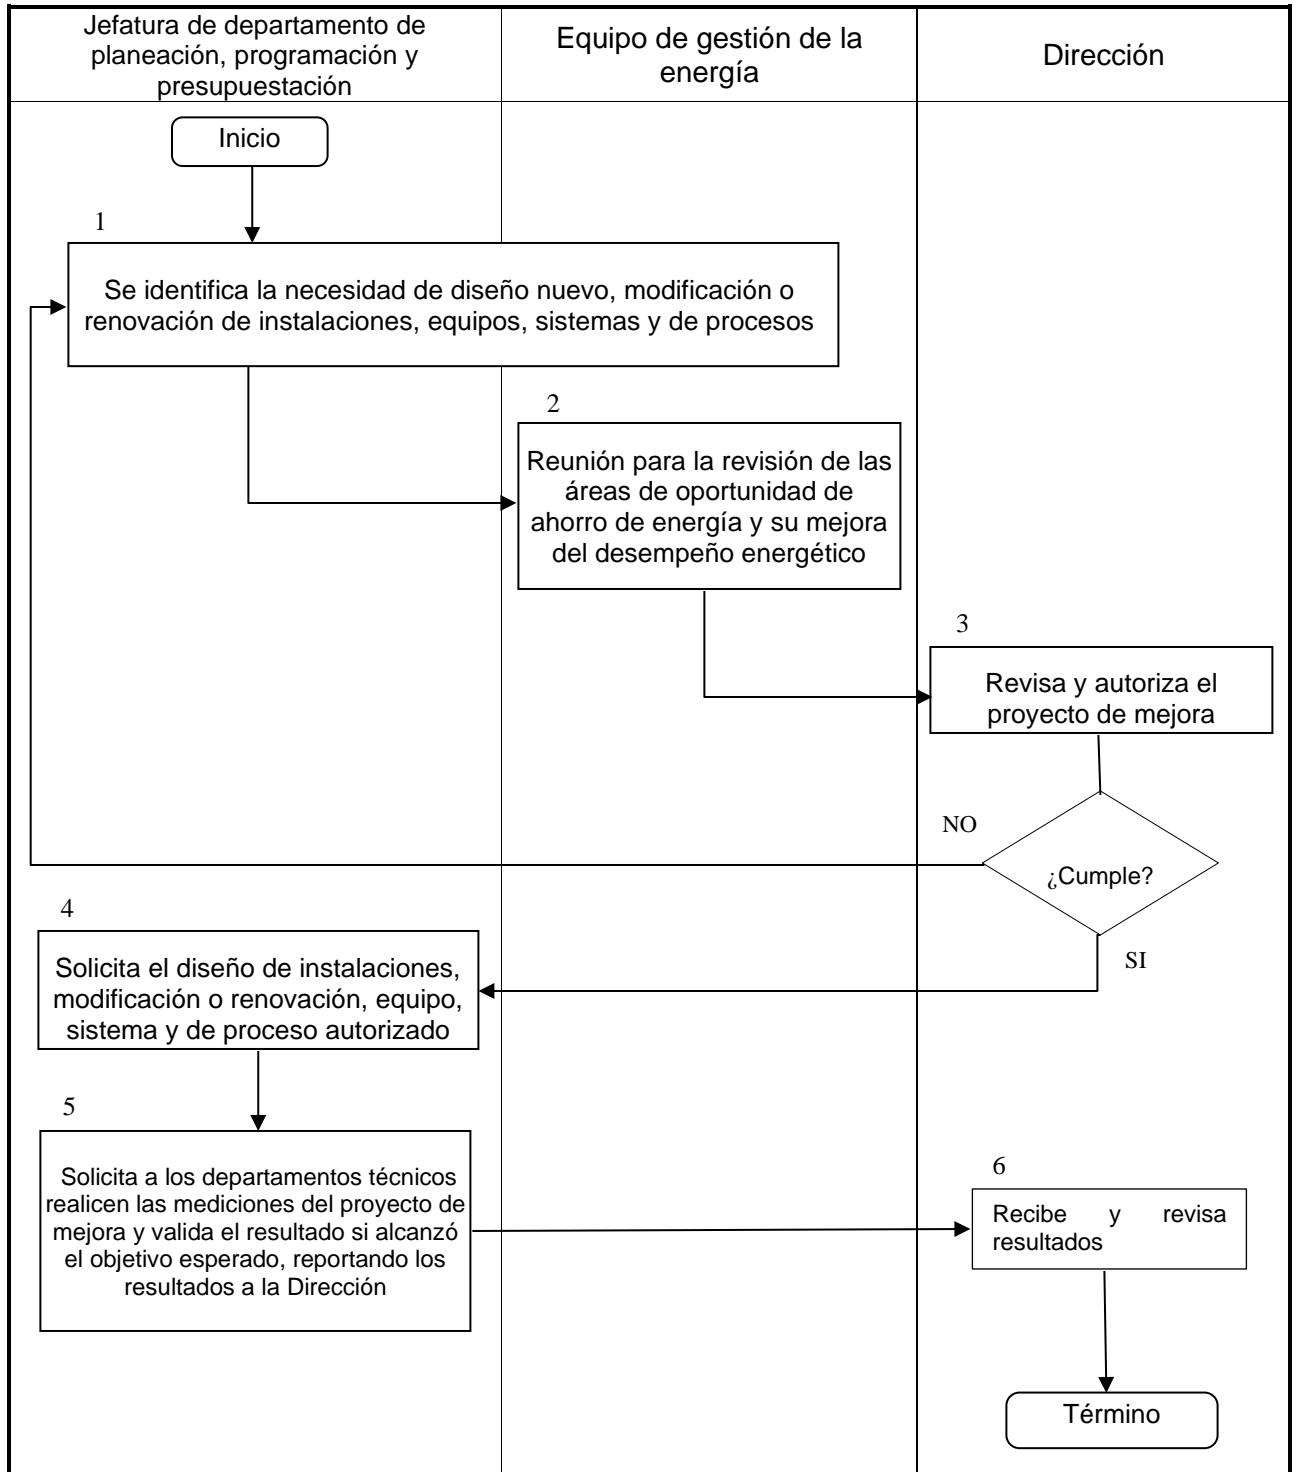 Jefatura de departamento de
planeación, programación y
presupuestación
Equipo de gestión de la
energía
Dirección
Inicio
1
Se identifica la necesidad de diseño nuevo, modificación o
renovación de instalaciones, equipos, sistemas y de procesos
2
Reunión para la revisión de las
áreas de oportunidad de
ahorro de energía y su mejora
del desempeño energético
3
Revisa y autoriza el
proyecto de mejora
NO
¿Cumple?
SI
4
Solicita el diseño de instalaciones,
modificación o renovación, equipo,
sistema y de proceso autorizado
5
Solicita a los departamentos técnicos
realicen las mediciones del proyecto de
mejora y valida el resultado si alcanzó
el objetivo esperado, reportando los
resultados a la Dirección
6
Recibe y revisa
resultados
Término